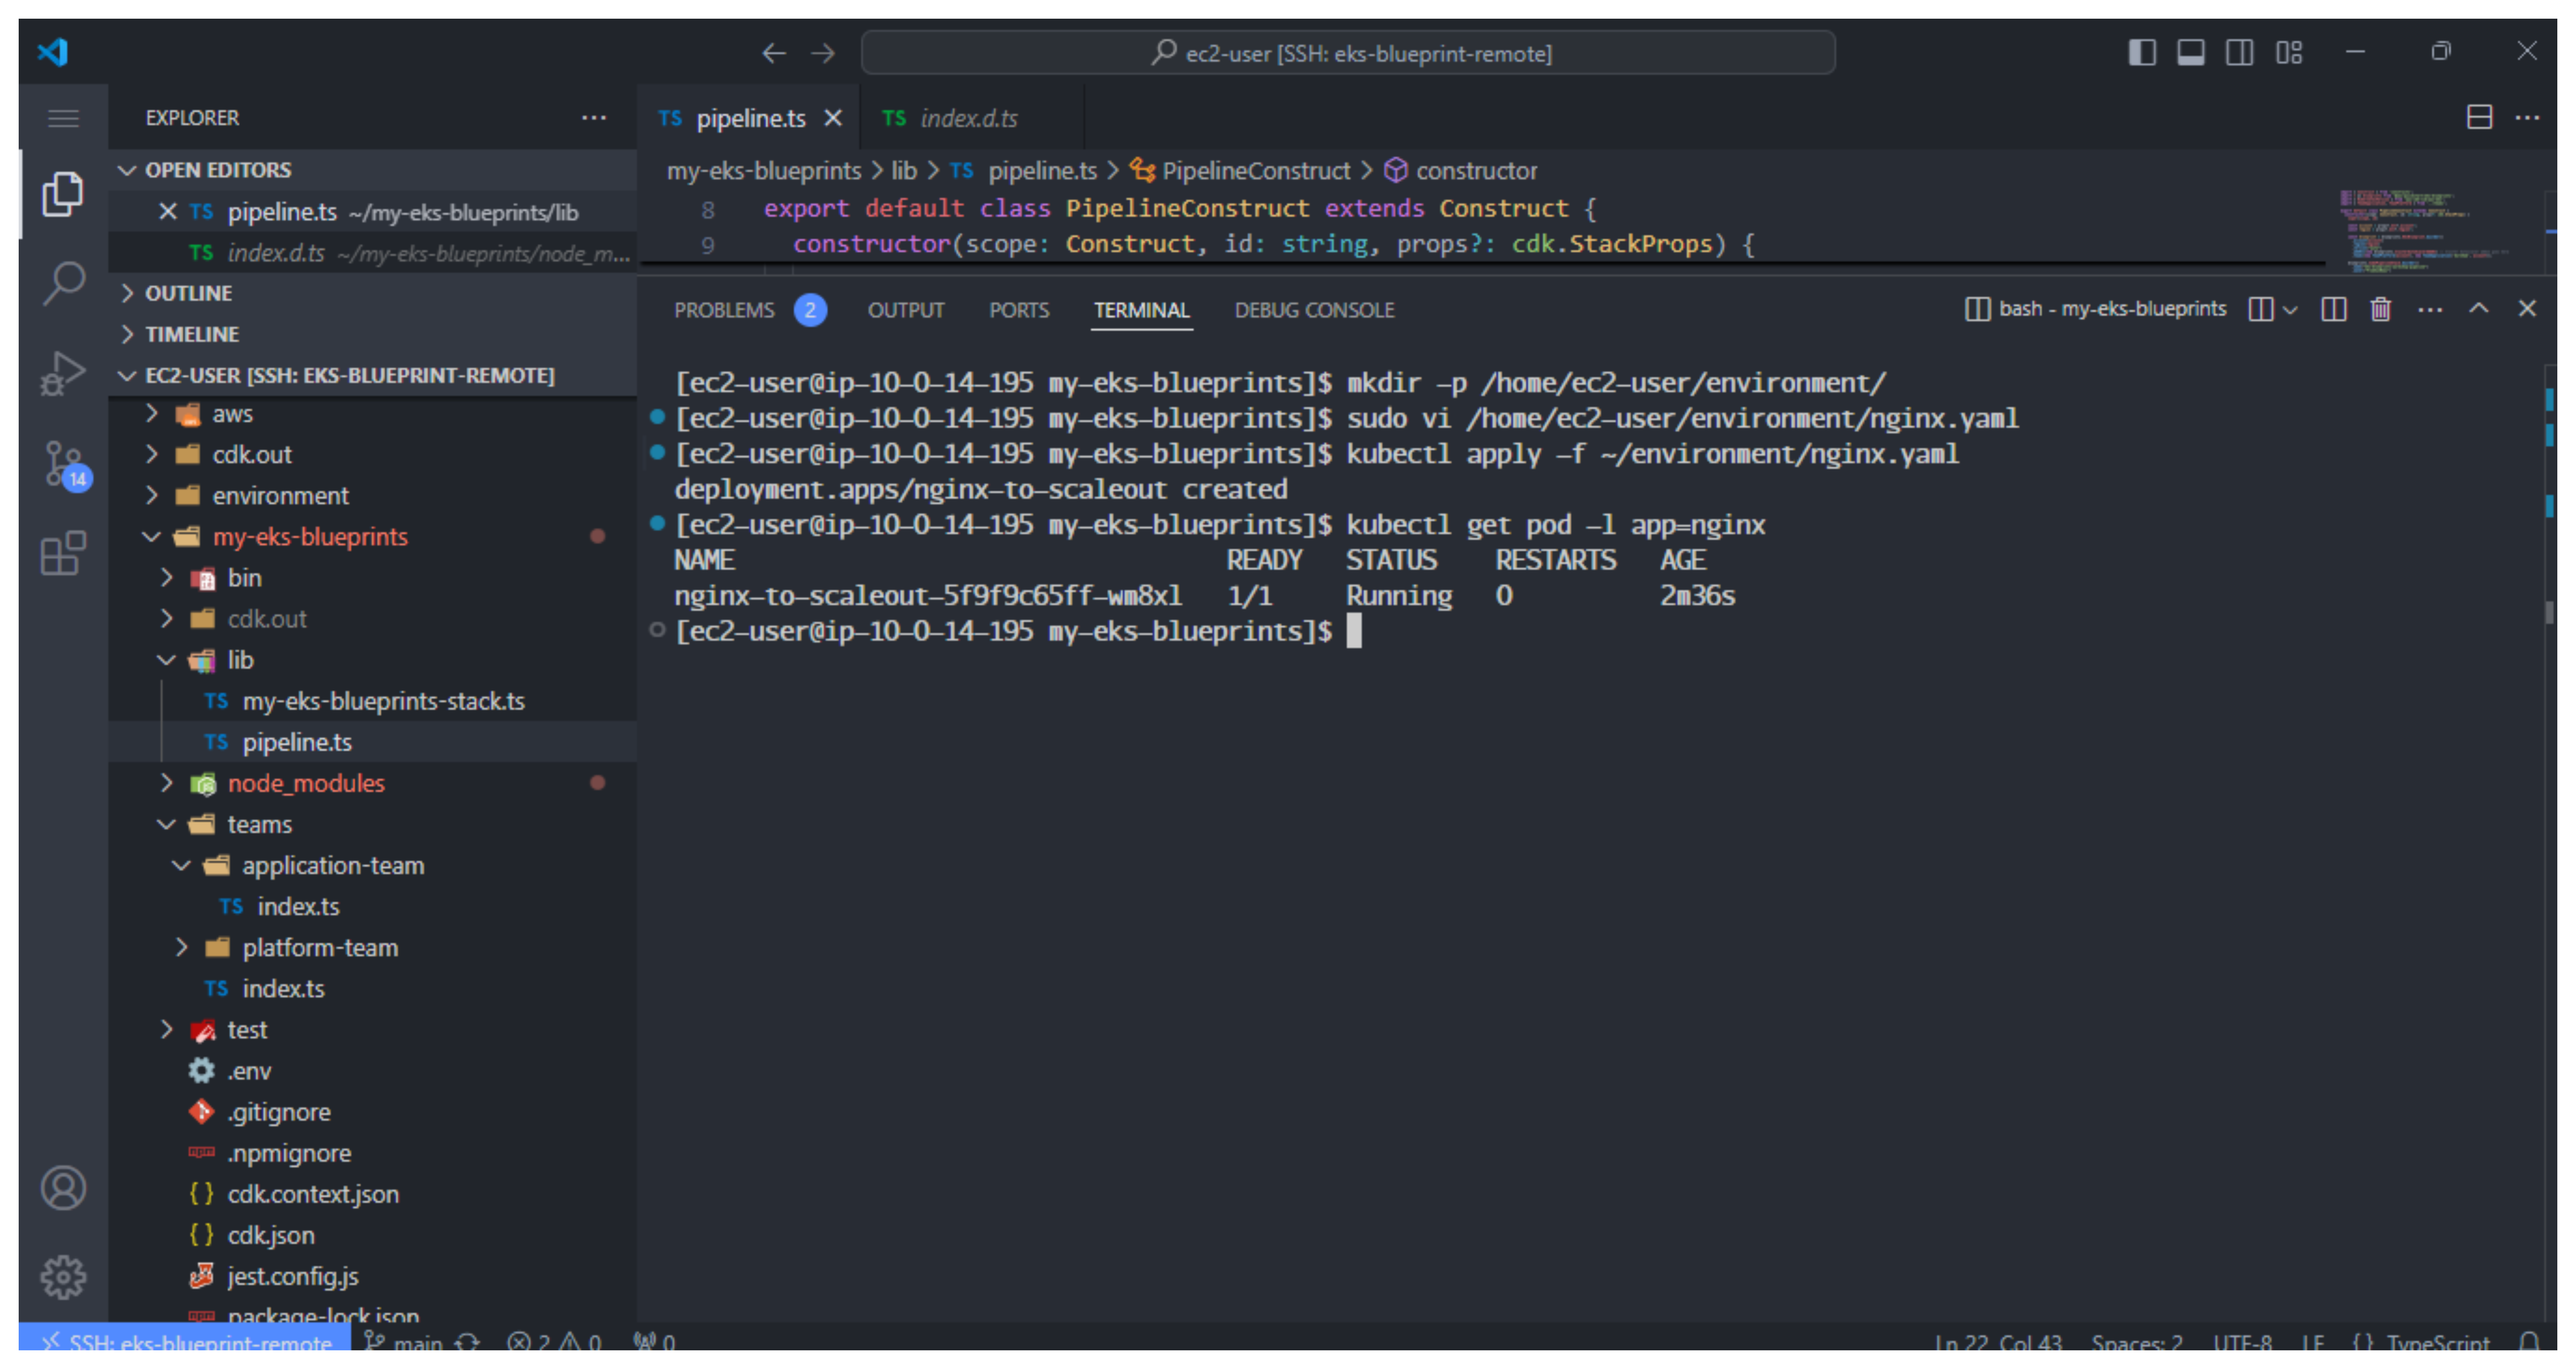 ec2-user [SSH: eks-blueprint-remote]
EXPLORER
OPEN EDITORS
TS pipeline.ts ~/my-eks-blueprints/lib
TS index.d.ts ~/my-eks-blueprints/node_m...
OUTLINE
TIMELINE
EC2-USER [SSH: EKS-BLUEPRINT-REMOTE]
aws
cdk.out
environment
my-eks-blueprints
bin
cdk.out
lib
TS my-eks-blueprints-stack.ts
TS pipeline.ts
node_modules
teams
application-team
TS index.ts
platform-team
TS index.ts
test
.env
.gitignore
.npmignore
{ } cdk.context.json
{ } cdk.json
jest.config.js
package-lock.json
14
TS pipeline.ts
TS index.d.ts
my-eks-blueprints > lib > TS pipeline.ts > PipelineConstruct > constructor
8 export default class PipelineConstruct extends Construct {
9 constructor(scope: Construct, id: string, props?: cdk.StackProps) {
PROBLEMS 2 OUTPUT PORTS TERMINAL DEBUG CONSOLE
bash - my-eks-blueprints
[ec2-user@ip-10-0-14-195 my-eks-blueprints]$ mkdir -p /home/ec2-user/environment/
[ec2-user@ip-10-0-14-195 my-eks-blueprints]$ sudo vi /home/ec2-user/environment/nginx.yaml
[ec2-user@ip-10-0-14-195 my-eks-blueprints]$ kubectl apply -f ~/environment/nginx.yaml
deployment.apps/nginx-to-scaleout created
[ec2-user@ip-10-0-14-195 my-eks-blueprints]$ kubectl get pod -l app=nginx
NAME READY STATUS RESTARTS AGE
nginx-to-scaleout-5f9f9c65ff-wm8xl 1/1 Running 0 2m36s
[ec2-user@ip-10-0-14-195 my-eks-blueprints]$
SSH: eks-blueprint-remote main 2 0 0
Ln 22, Col 43 Spaces: 2 UTF-8 LF { } TypeScript